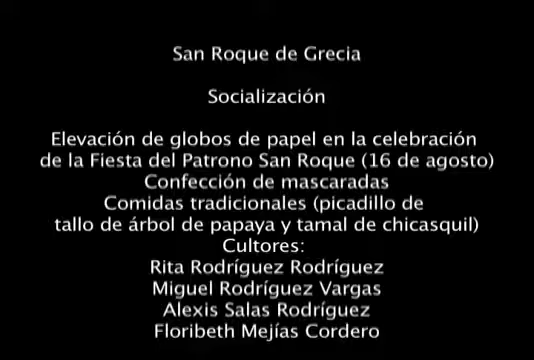 San Roque de Grecia
Socialización
Elevación de globos de papel en la celebración
de la Fiesta del Patrono San Roque (16 de agosto)
Confección de mascaradas
Comidas tradicionales (picadillo de
tallo de árbol de papaya y tamal de chicasquil)
Cultores:
Rita Rodríguez Rodríguez
Miguel Rodríguez Vargas
Alexis Salas Rodríguez
Floribeth Mejías Cordero